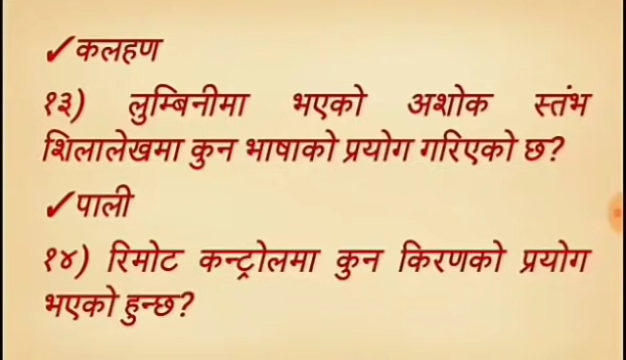 ✓कलहण
१३) लुम्बिनीमा भएको अशोक स्तंभ
शिलालेखमा कुन भाषाको प्रयोग गरिएको छ?
✓पाली
१४) रिमोट कन्ट्रोलमा कुन किरणको प्रयोग
भएको हुन्छ?